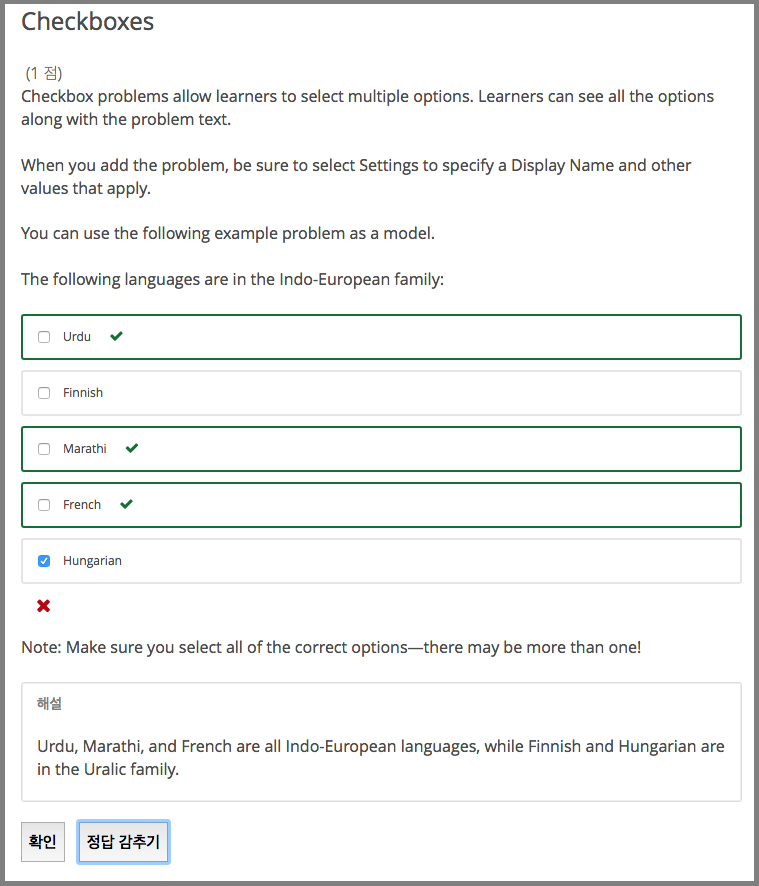 Checkboxes
(1 점)
Checkbox problems allow learners to select multiple options. Learners can see all the options
along with the problem text.
When you add the problem, be sure to select Settings to specify a Display Name and other
values that apply.
You can use the following example problem as a model.
The following languages are in the Indo-European family:
Urdu
Finnish
Marathi
French
Hungarian
Note: Make sure you select all of the correct options—there may be more than one!
해설
Urdu, Marathi, and French are all Indo-European languages, while Finnish and Hungarian are
in the Uralic family.
확인 정답 감추기